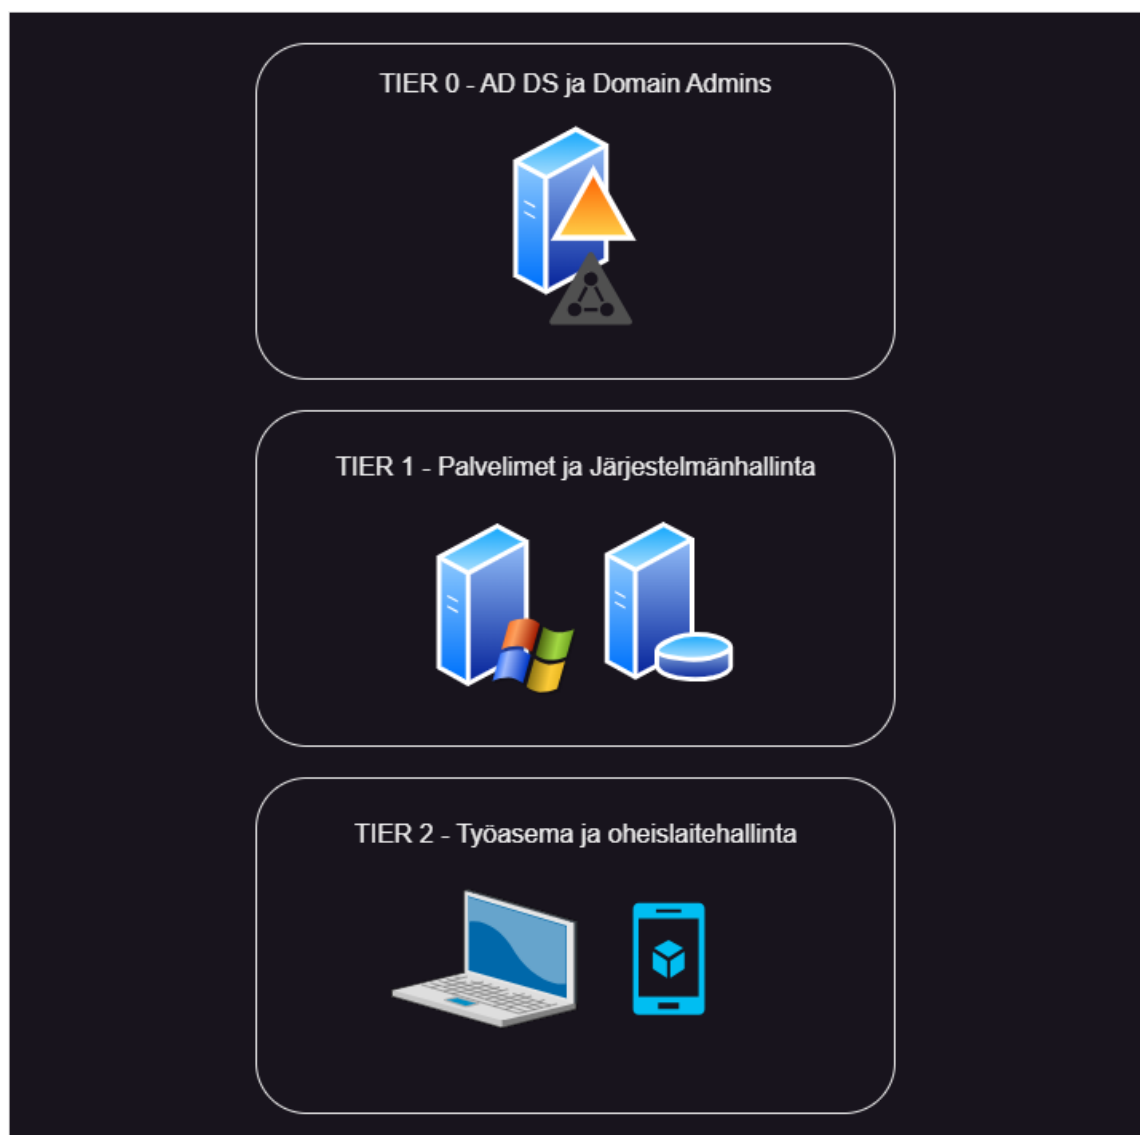 TIER 0 - AD DS ja Domain Admins
TIER 1 - Palvelimet ja Järjestelmänhallinta
TIER 2 - Työasema ja oheislaitehallinta